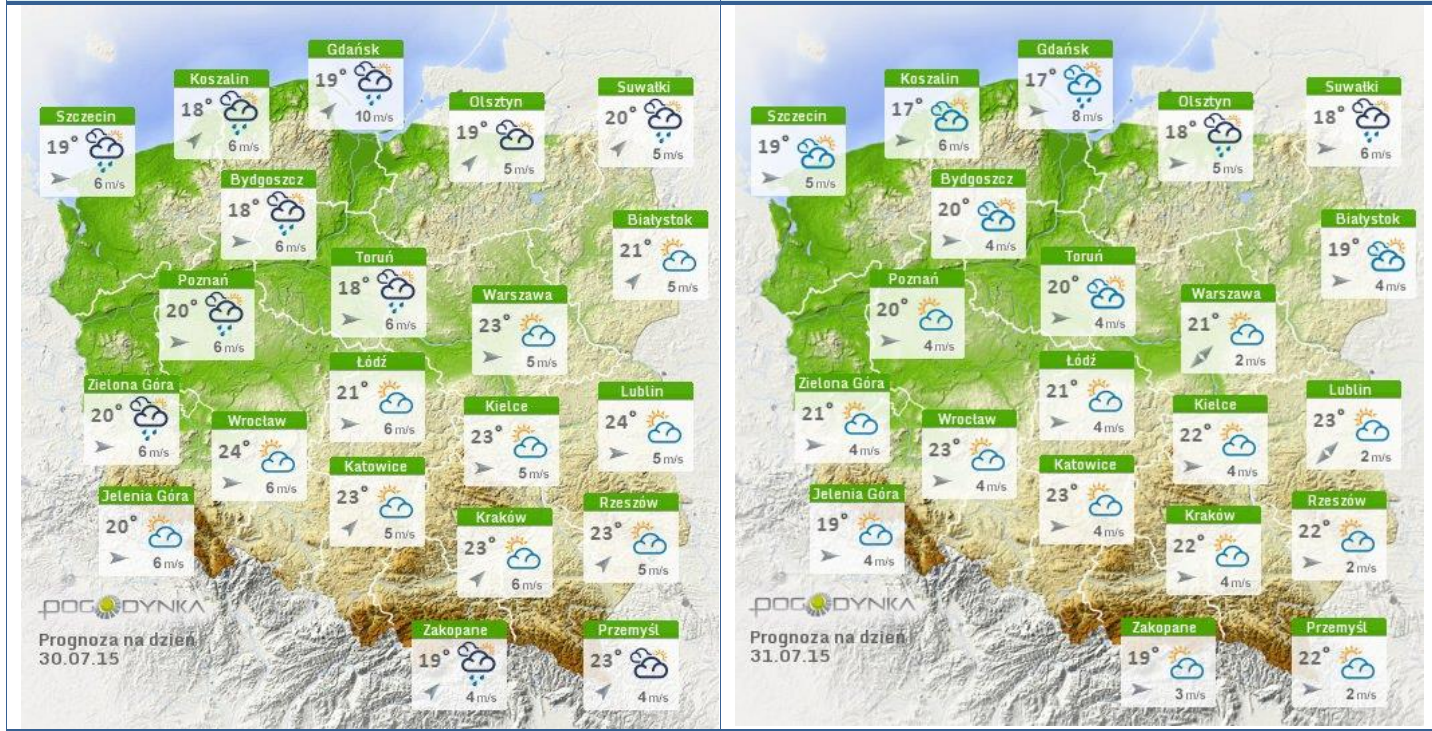 Gdańsk
19°
10 m/s
Koszalin
18°
6 m/s
Suwałki
20°
5 m/s
Olsztyn
19°
5 m/s
Szczecin
19°
6 m/s
Bydgoszcz
18°
6 m/s
Białystok
21°
5 m/s
Toruń
18°
6 m/s
Poznań
20°
6 m/s
Warszawa
23°
5 m/s
Łódź
21°
6 m/s
Zielona Góra
20°
6 m/s
Lublin
24°
5 m/s
Kielce
23°
5 m/s
Wrocław
24°
6 m/s
Katowice
23°
5 m/s
Jelenia Góra
20°
6 m/s
Rzeszów
23°
5 m/s
Kraków
23°
6 m/s
POGODYNKA
Prognoza na dzień
30.07.15
Zakopane
19°
4 m/s
Przemyśl
23°
4 m/s
Gdańsk
17°
8 m/s
Koszalin
17°
6 m/s
Suwałki
18°
6 m/s
Olsztyn
18°
5 m/s
Szczecin
19°
5 m/s
Bydgoszcz
20°
4 m/s
Białystok
19°
4 m/s
Toruń
20°
4 m/s
Poznań
20°
4 m/s
Warszawa
21°
2 m/s
Łódź
21°
4 m/s
Zielona Góra
21°
4 m/s
Lublin
23°
2 m/s
Kielce
22°
4 m/s
Wrocław
23°
4 m/s
Katowice
23°
4 m/s
Jelenia Góra
19°
4 m/s
Rzeszów
22°
2 m/s
Kraków
22°
4 m/s
POGODYNKA
Prognoza na dzień
31.07.15
Zakopane
19°
3 m/s
Przemyśl
22°
2 m/s